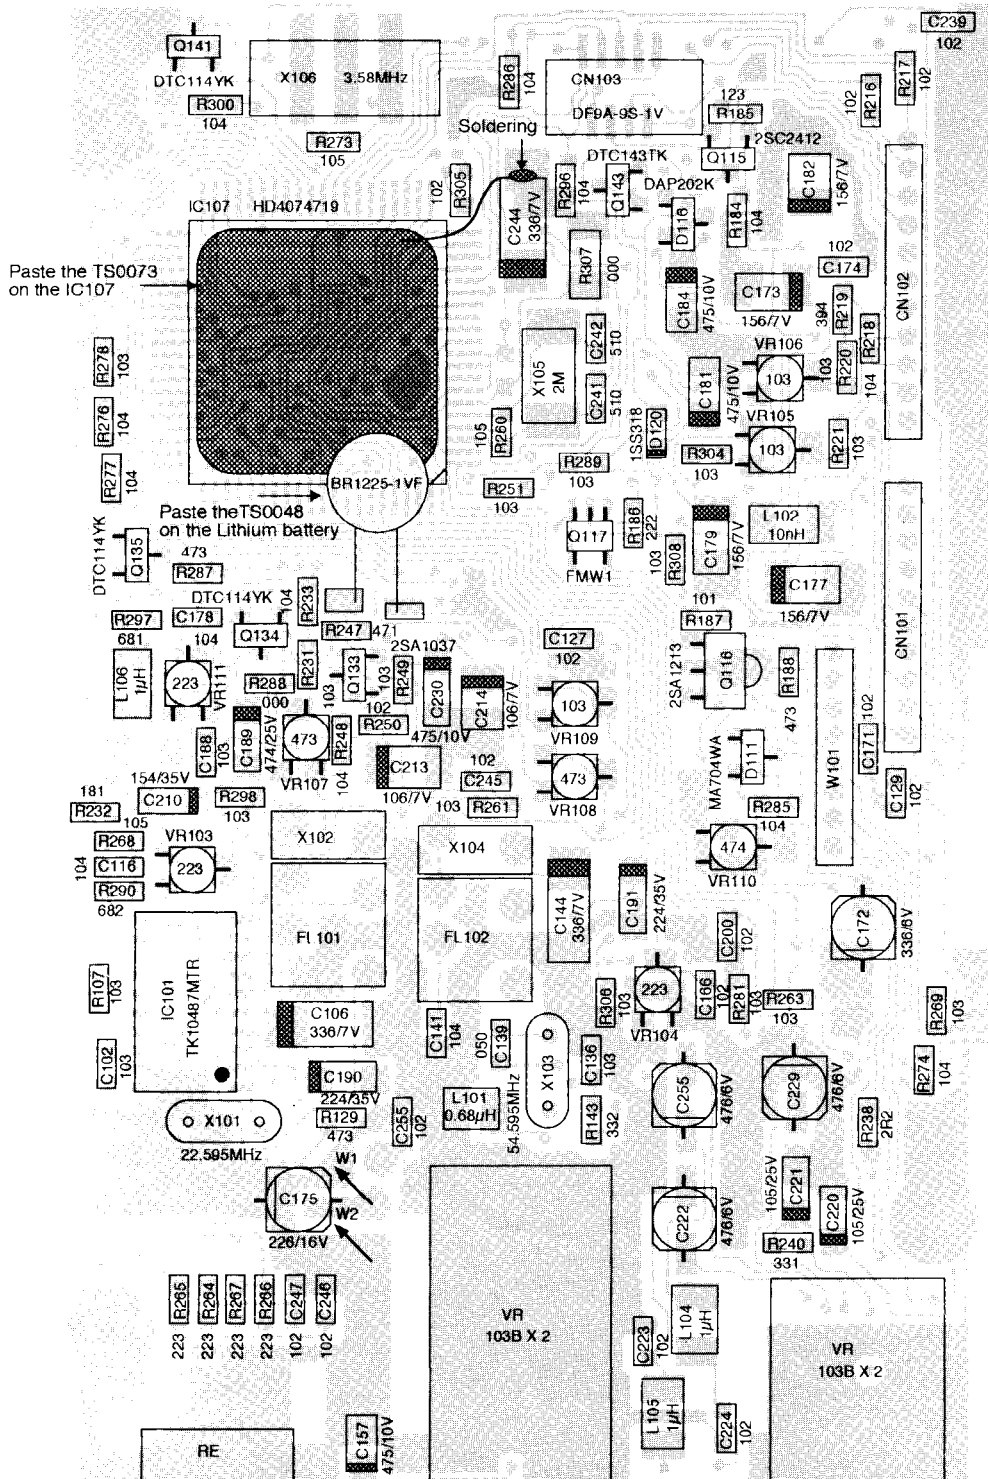 C239
102
Q141
DTC114YK
R300
104
X106 3.58MHz
R273
105
R286
104
CN103
DF9A-9S-1V
123
R185
102
R216
R217
102
Soldering
DTC143TK
Q115
2SC2412
C182
156/7V
102
R305
IC107 HD4074719
C244
336/7V
R296
104
Q143
DAP202K
D116
R184
104
R307
000
102
C174
CN102
Paste the TS0073
on the IC107
C184
475/10V
C173
156/7V
394
R219
R218
104
C242
510
X105
2M
C241
510
VR106
103
103
R220
R278
103
R276
104
R277
104
C181
475/10V
VR105
103
105
R260
1SS318
D120
R304
103
R221
103
R289
103
BR1225-1VF
R251
103
Paste theTS0048
on the Lithium battery
DTC114YK
Q135
473
R287
Q117
FMW1
R186
222
103
R308
C179
156/7V
L102
10nH
C177
156/7V
CN101
DTC114YK
104
R233
R297
681
C178
104
Q134
R247
471
101
R187
L106
1µH
223
VR111
R231
103
R288
000
Q133
103
2SA1037
R249
C230
475/10V
C214
106/7V
C127
102
2SA1213
Q116
R188
473
103
VR109
C188
103
C189
474/25V
473
VR107
R248
104
102
R250
C213
106/7V
102
C245
103
R261
473
VR108
MA704WA
D111
W101
102
C171
C129
102
154/35V
C210
R298
103
181
R232
105
R268
104
C116
R290
682
VR103
223
R285
104
474
VR110
X102
FL101
X104
FL102
C144
336/7V
C191
224/35V
C200
102
C172
336/6V
IC101
TK10487MTR
R107
103
C102
103
C106
336/7V
C141
104
050
C139
X103
54.595MHz
R306
103
223
VR104
C166
102
R281
103
R263
103
R269
103
R274
104
C136
103
C190
224/35V
R129
473
C255
102
L101
0.68µH
R143
332
C255
476/6V
C229
476/6V
R238
2R2
X101
22.595MHz
W1
W2
C175
226/16V
C222
476/6V
105/25V
C221
C220
105/25V
R240
331
R265
223
R264
223
R267
223
R266
223
C247
102
C246
102
VR
103B X 2
C223
102
L104
1µH
VR
103B X 2
L105
1µH
C224
102
RE
C157
475/10V